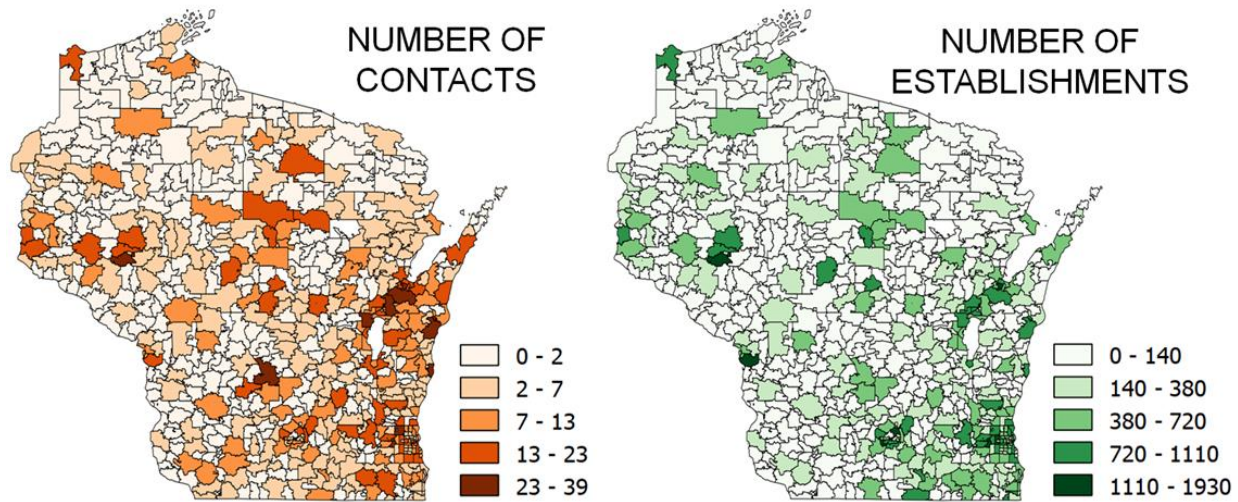 NUMBER OF
CONTACTS
0 - 2
2 - 7
7 - 13
13 - 23
23 - 39
NUMBER OF
ESTABLISHMENTS
0 - 140
140 - 380
380 - 720
720 - 1110
1110 - 1930